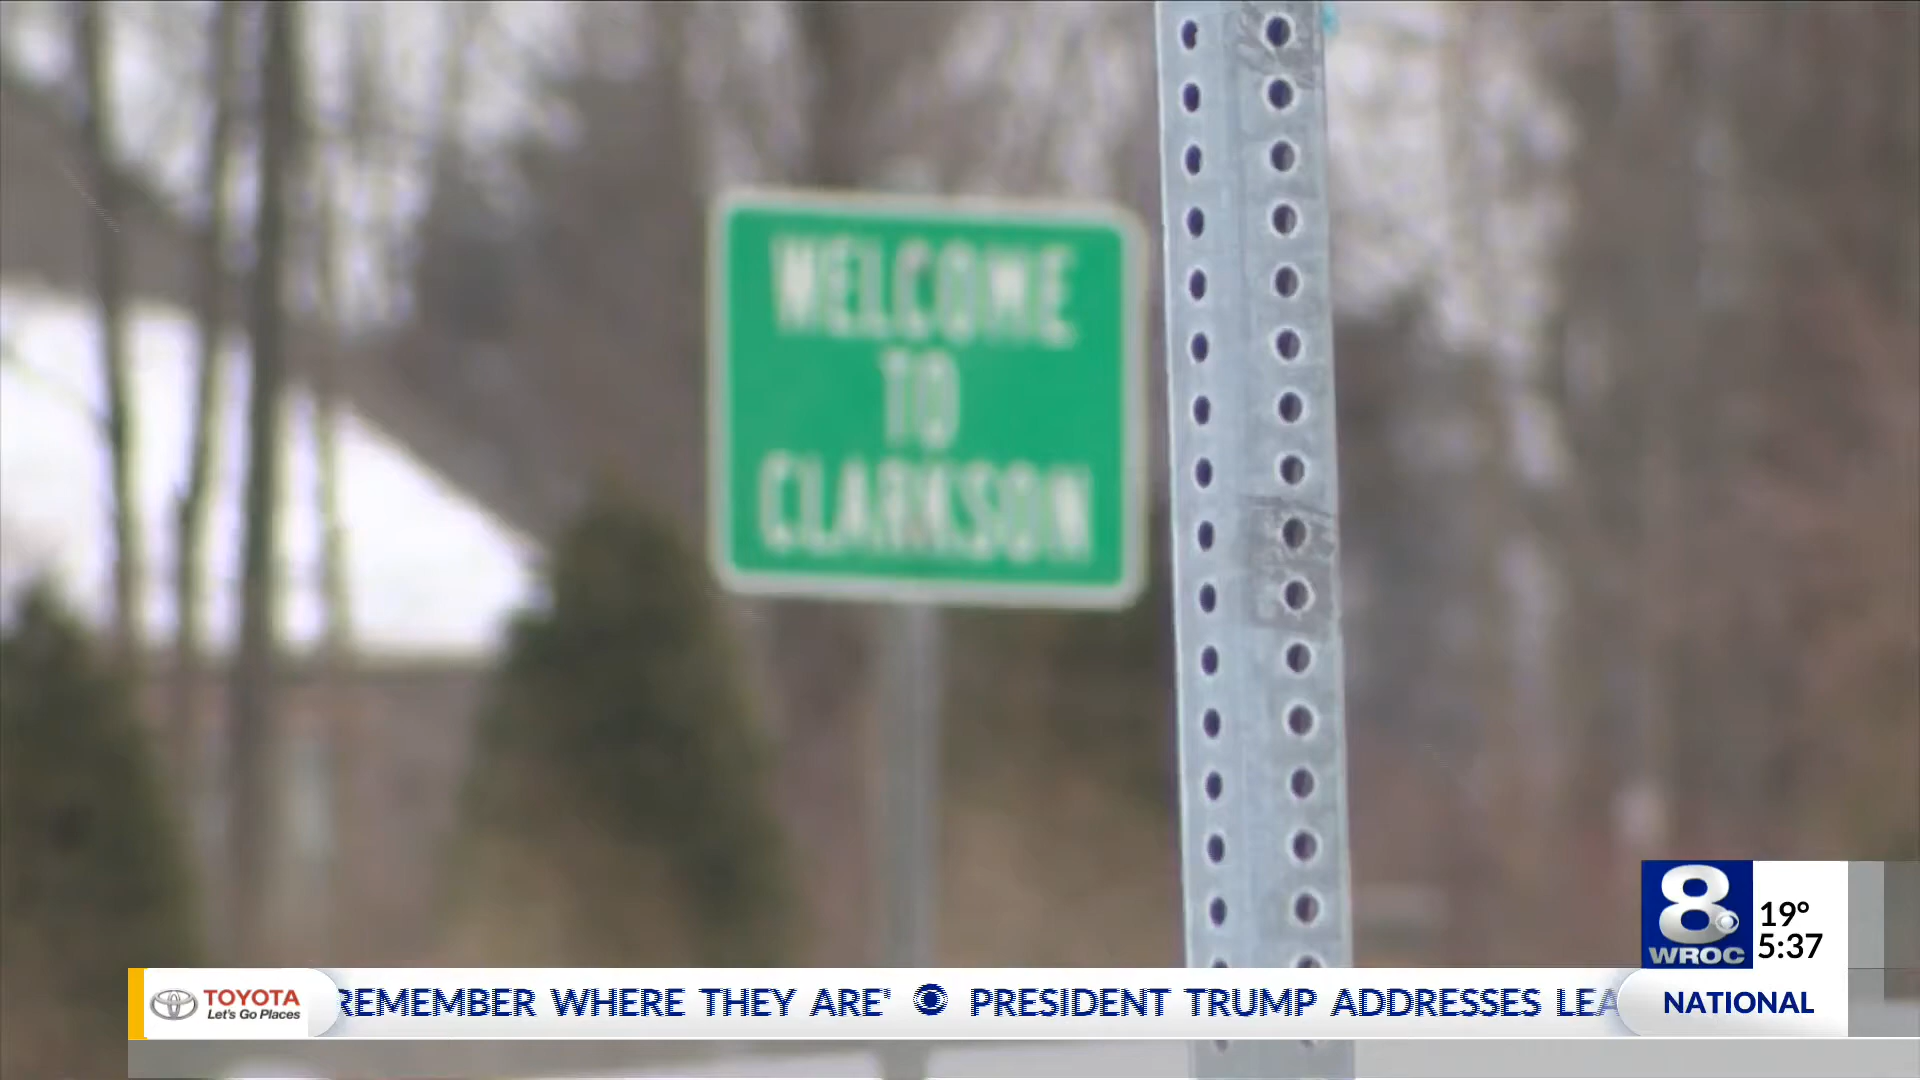 WELCOME
TO
CLARKSON
8
WROC
19°
5:37
TOYOTA
Let's Go Places
REMEMBER WHERE THEY ARE' PRESIDENT TRUMP ADDRESSES LEA
NATIONAL